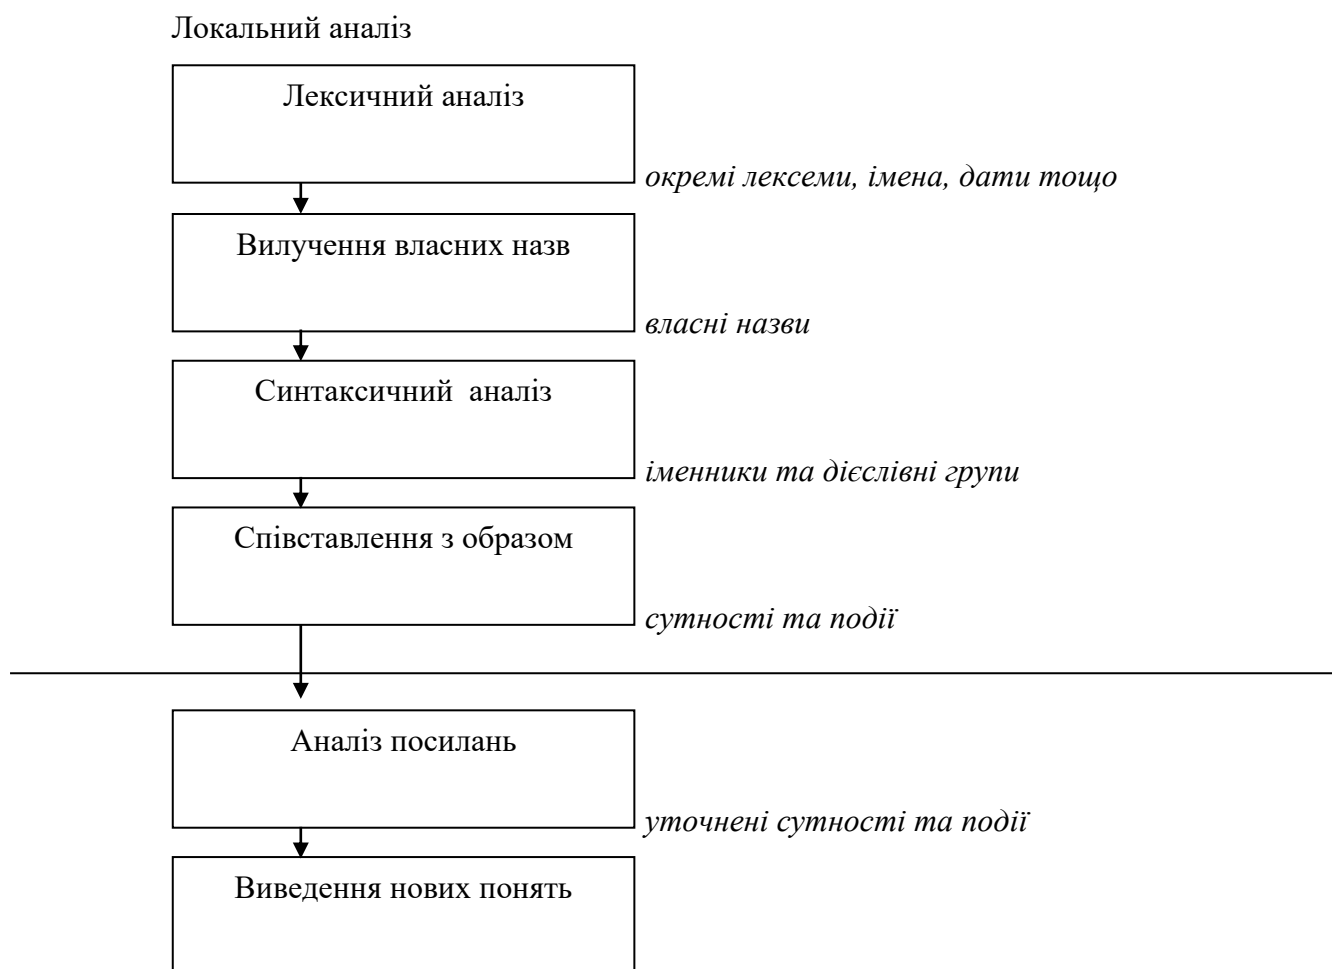 Локальний аналіз
Лексичний аналіз
окремі лексеми, імена, дати тощо
Вилучення власних назв
власні назви
Синтаксичний  аналіз
іменники та дієслівні групи
Співставлення з образом
сутності та події
Аналіз посилань
уточнені сутності та події
Виведення нових понять